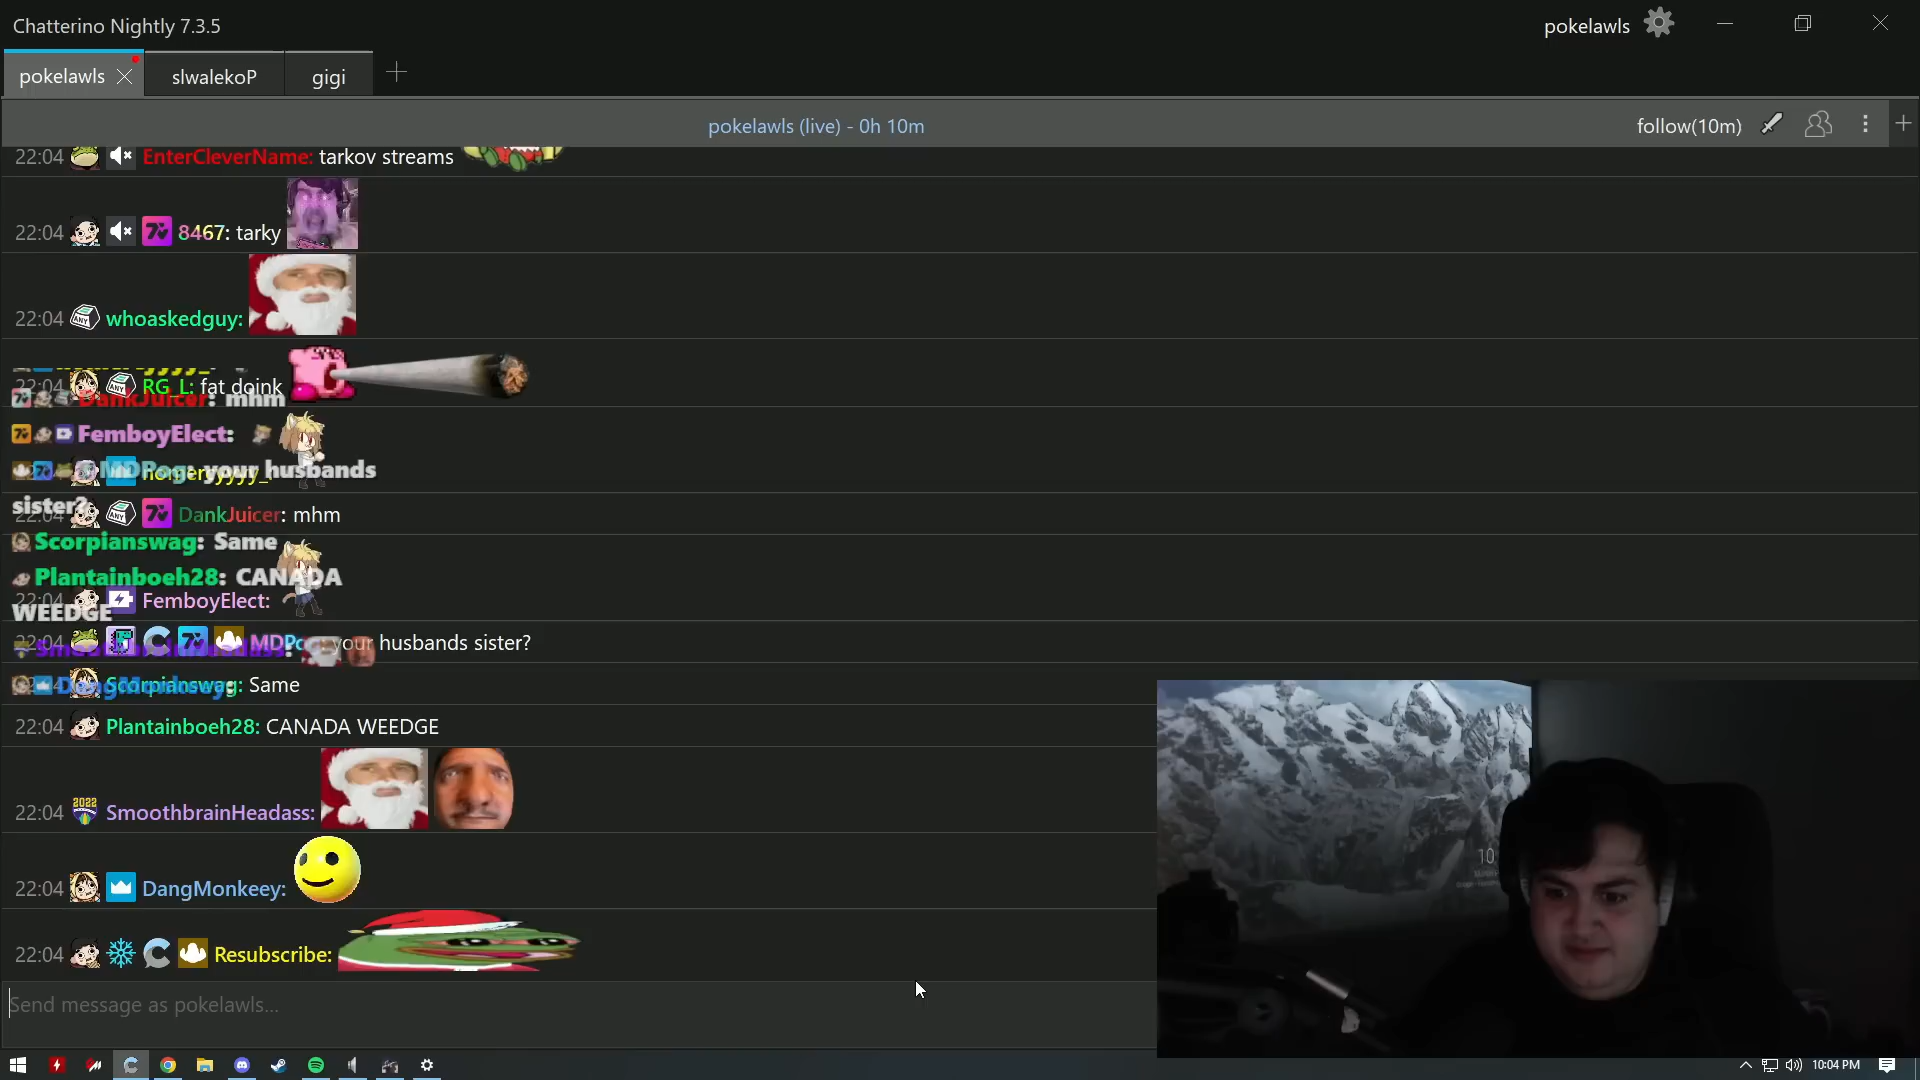 Chatterino Nightly 7.3.5
pokelawls
pokelawls
slwalekoP
gigi
pokelawls (live) - 0h 10m
follow(10m)
22:04 EnterCleverName: tarkov streams
22:04 8467: tarky
22:04 whoaskedguy:
22:04 RG_L: fat doink
DankJuicer: mhm
FemboyElect:
MDPog: your husbands
sister?
22:04 DankJuicer: mhm
Scorpianswag: Same
Plantainboeh28: CANADA
WEEDGE
22:04 FemboyElect:
22:04 MDPog: your husbands sister?
22:04 Scorpianswag: Same
22:04 Plantainboeh28: CANADA WEEDGE
22:04 SmoothbrainHeadass:
22:04 DangMonkeey:
22:04 Resubscribe:
Send message as pokelawls...
10:04 PM